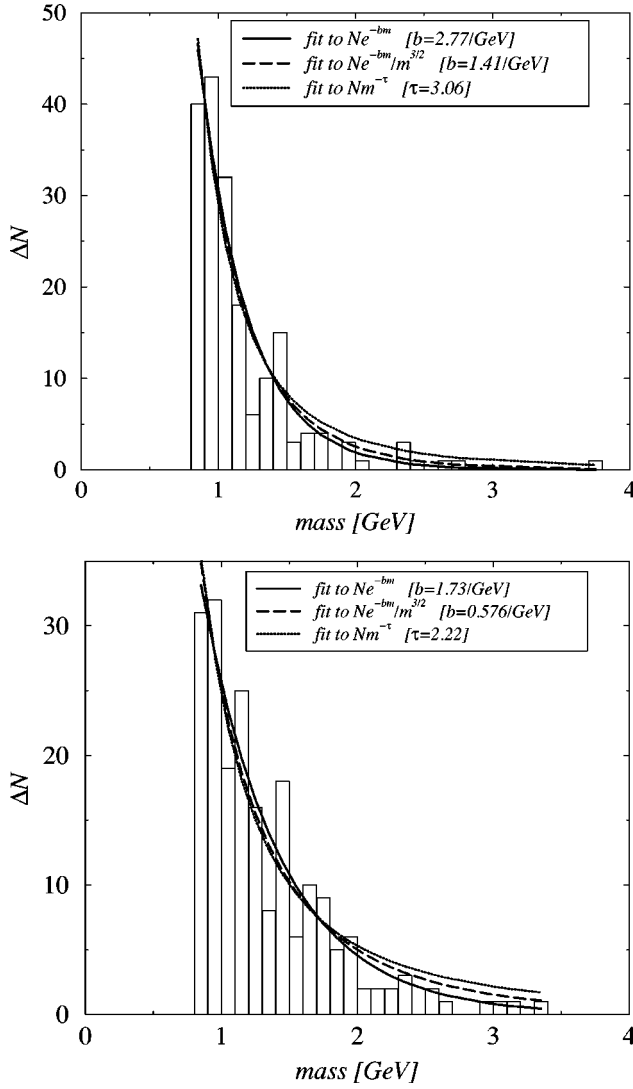 50
40
30
20
10
0
ΔN
fit to Ne^{-bm} [b=2.77/GeV]
fit to Ne^{-bm}/m^{3/2} [b=1.41/GeV]
fit to Nm^{-τ} [τ=3.06]
0 1 2 3 4
mass [GeV]
30
20
10
0
ΔN
fit to Ne^{-bm} [b=1.73/GeV]
fit to Ne^{-bm}/m^{3/2} [b=0.576/GeV]
fit to Nm^{-τ} [τ=2.22]
0 1 2 3 4
mass [GeV]